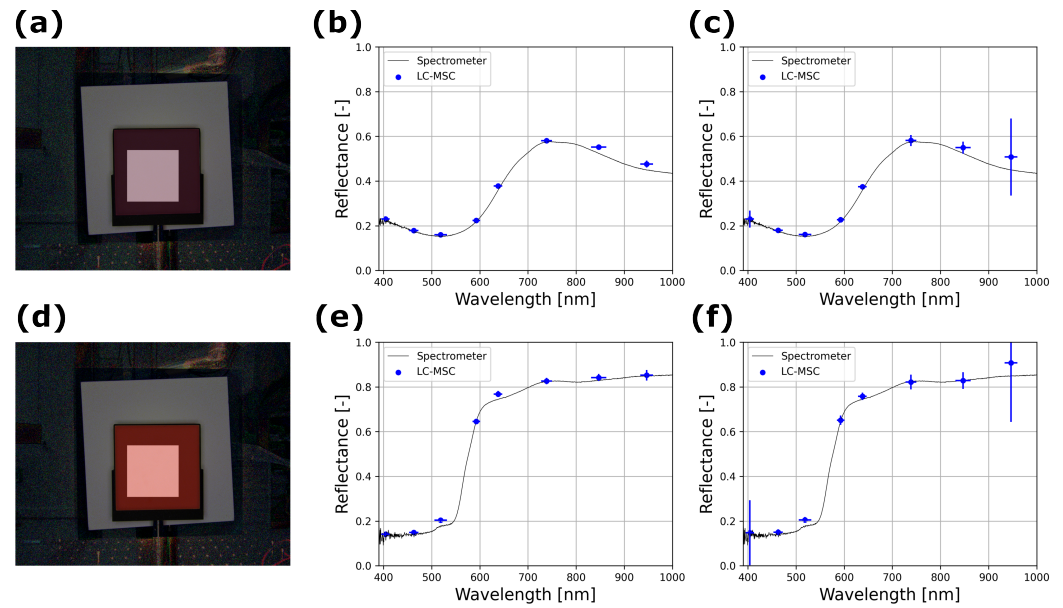 (a)
(b)
(c)
Reflectance [-]
1.0
0.8
0.6
0.4
0.2
0.0
Spectrometer
LC-MSC
400 500 600 700 800 900 1000
Wavelength [nm]
Reflectance [-]
1.0
0.8
0.6
0.4
0.2
0.0
Spectrometer
LC-MSC
400 500 600 700 800 900 1000
Wavelength [nm]
(d)
(e)
(f)
Reflectance [-]
1.0
0.8
0.6
0.4
0.2
0.0
Spectrometer
LC-MSC
400 500 600 700 800 900 1000
Wavelength [nm]
Reflectance [-]
1.0
0.8
0.6
0.4
0.2
0.0
Spectrometer
LC-MSC
400 500 600 700 800 900 1000
Wavelength [nm]